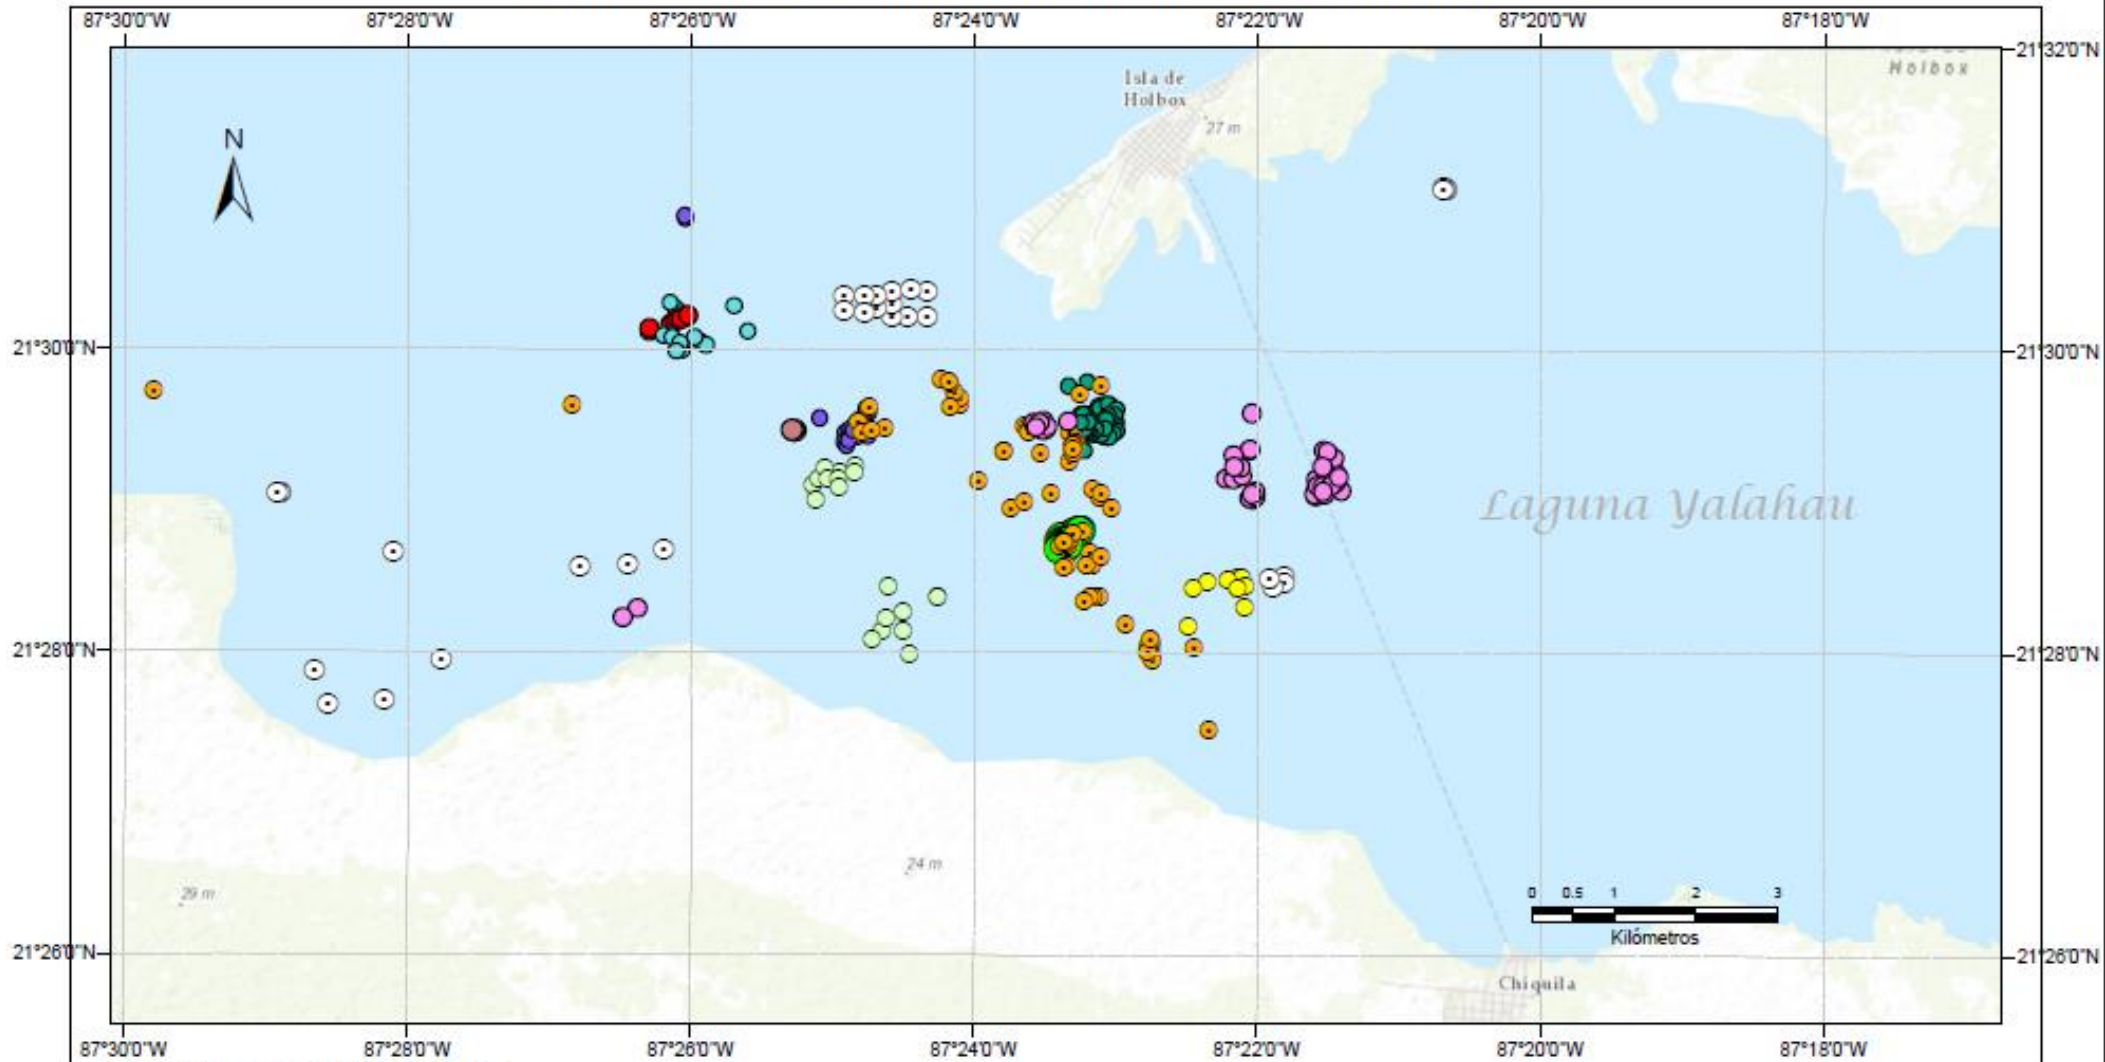 87°30'0"W 87°28'0"W 87°26'0"W 87°24'0"W 87°22'0"W 87°20'0"W 87°18'0"W
21°32'0"N
Holbox
Isla de
Holbox
27 m
N
21°30'0"N 21°30'0"N
Laguna Yalahau
21°28'0"N 21°28'0"N
24 m
29 m
0 0.5 1 2 3
Kilómetros
21°26'0"N 21°26'0"N
Chiquila
87°30'0"W 87°28'0"W 87°26'0"W 87°24'0"W 87°22'0"W 87°20'0"W 87°18'0"W